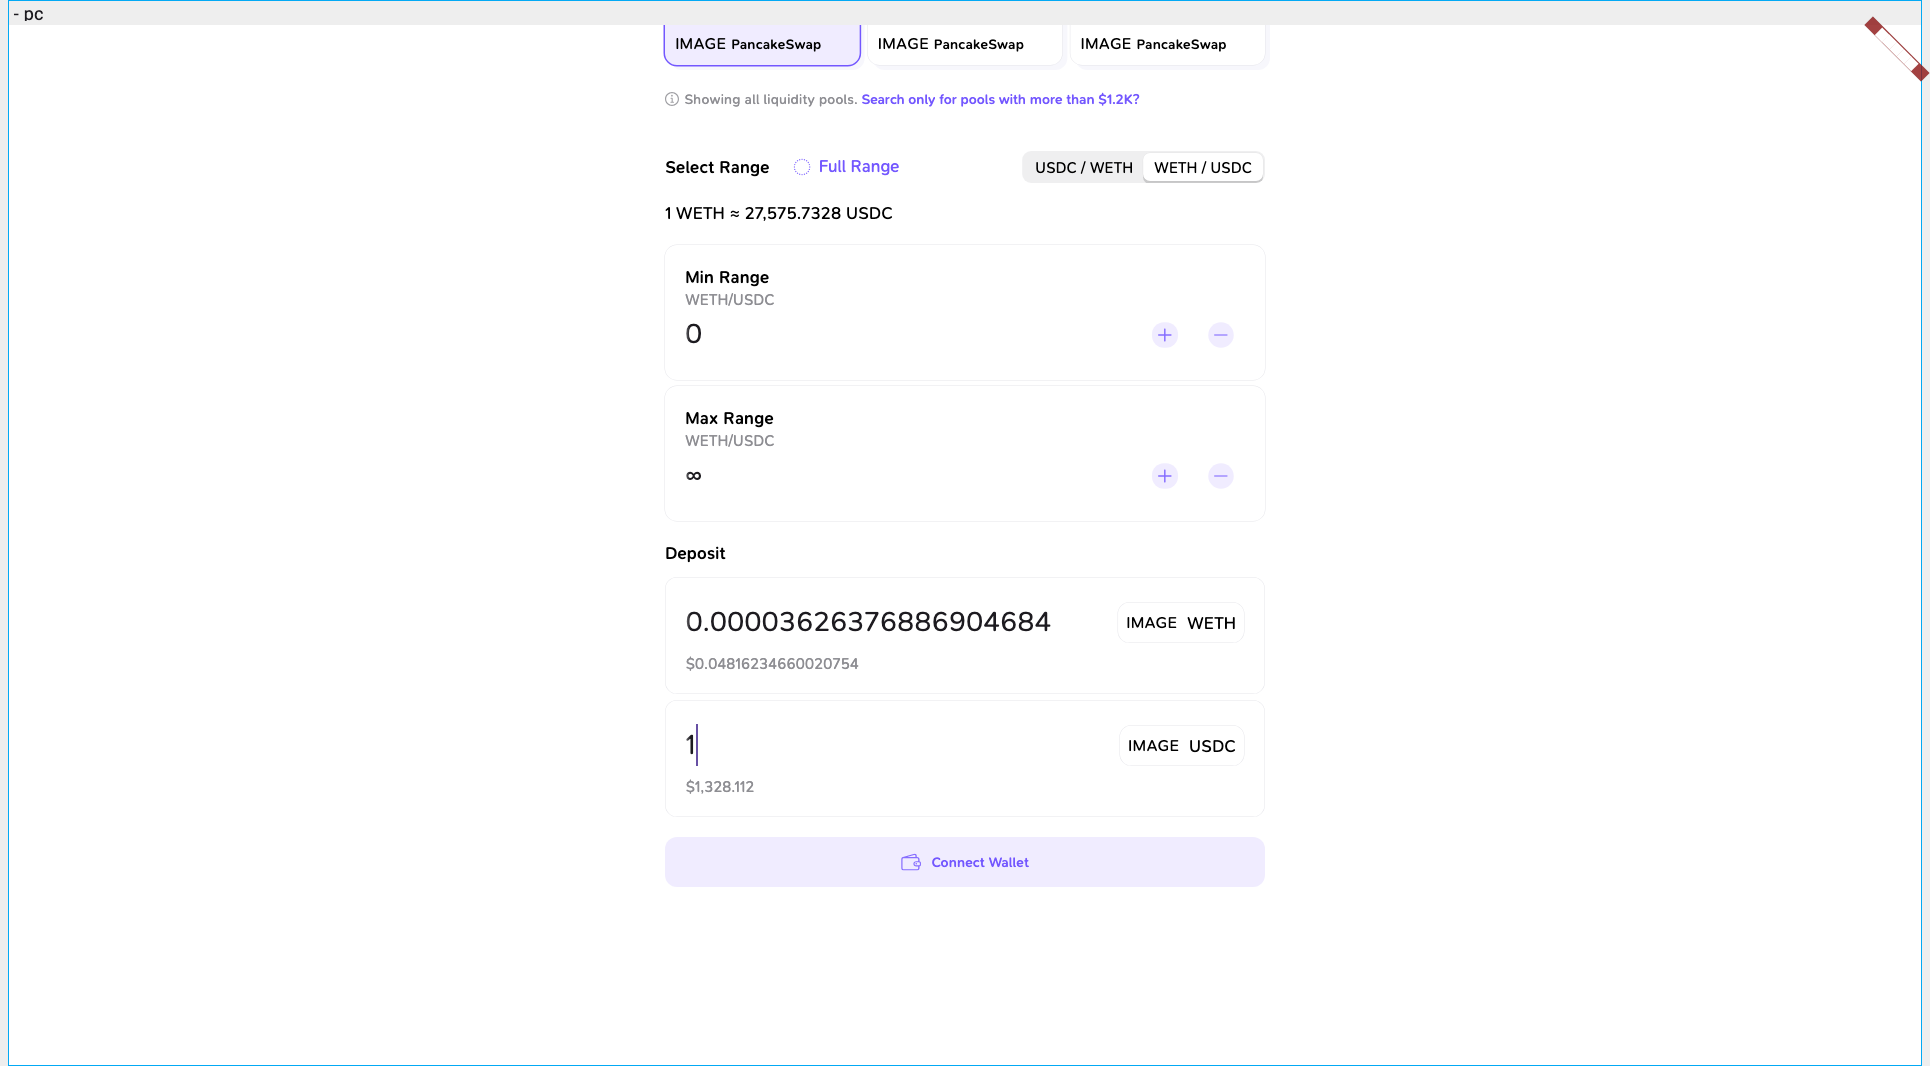 - pc
IMAGE PancakeSwap IMAGE PancakeSwap IMAGE PancakeSwap
Showing all liquidity pools. Search only for pools with more than $1.2K?
Select Range Full Range USDC / WETH WETH / USDC
1 WETH ≈ 27,575.7328 USDC
Min Range
WETH/USDC
0
Max Range
WETH/USDC
∞
Deposit
0.00003626376886904684 IMAGE WETH
$0.04816234660020754
1 IMAGE USDC
$1,328.112
Connect Wallet